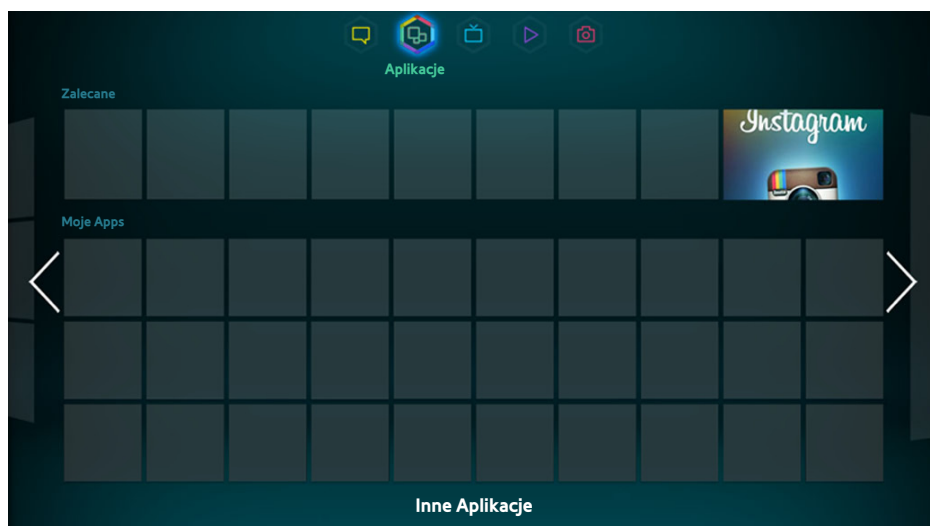 Aplikacje
Zalecane
Instagram
Moje Apps
Inne Aplikacje